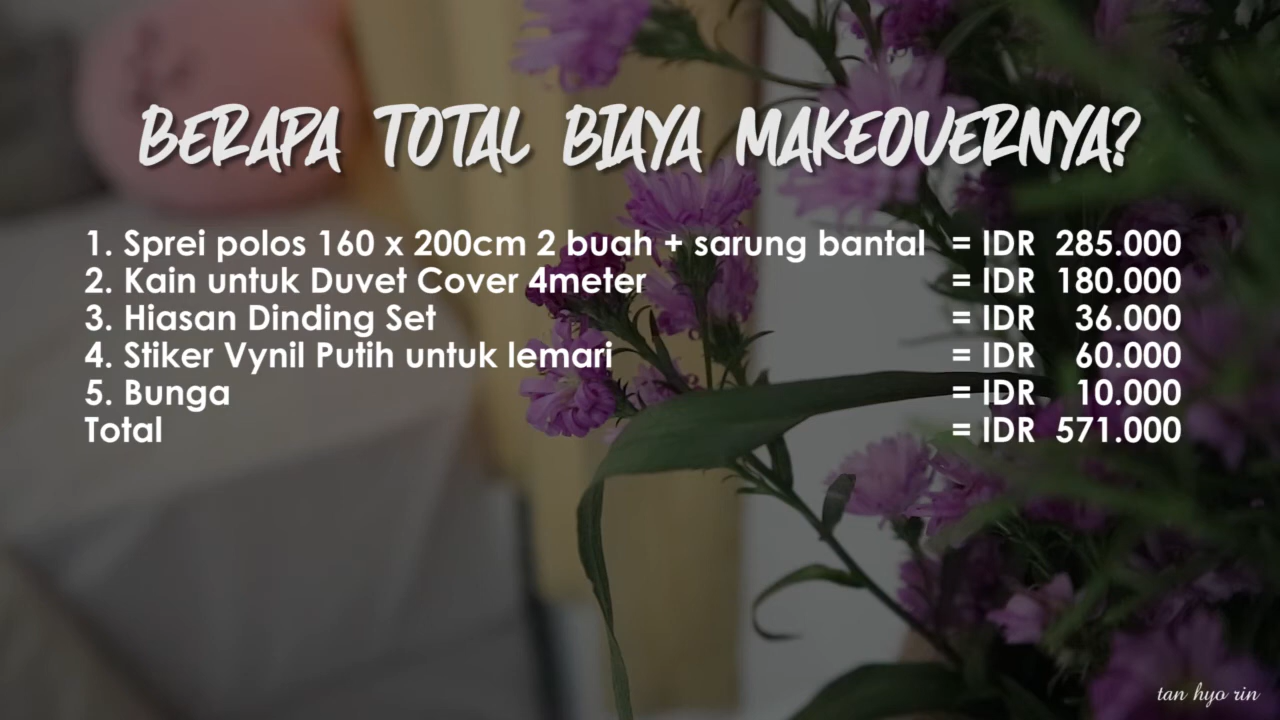 BERAPA TOTAL BIAYA MAKEOVERNYA?
1. Sprei polos 160 x 200cm 2 buah + sarung bantal = IDR 285.000
2. Kain untuk Duvet Cover 4meter = IDR 180.000
3. Hiasan Dinding Set = IDR 36.000
4. Stiker Vynil Putih untuk lemari = IDR 60.000
5. Bunga = IDR 10.000
Total = IDR 571.000
tan hyo rin